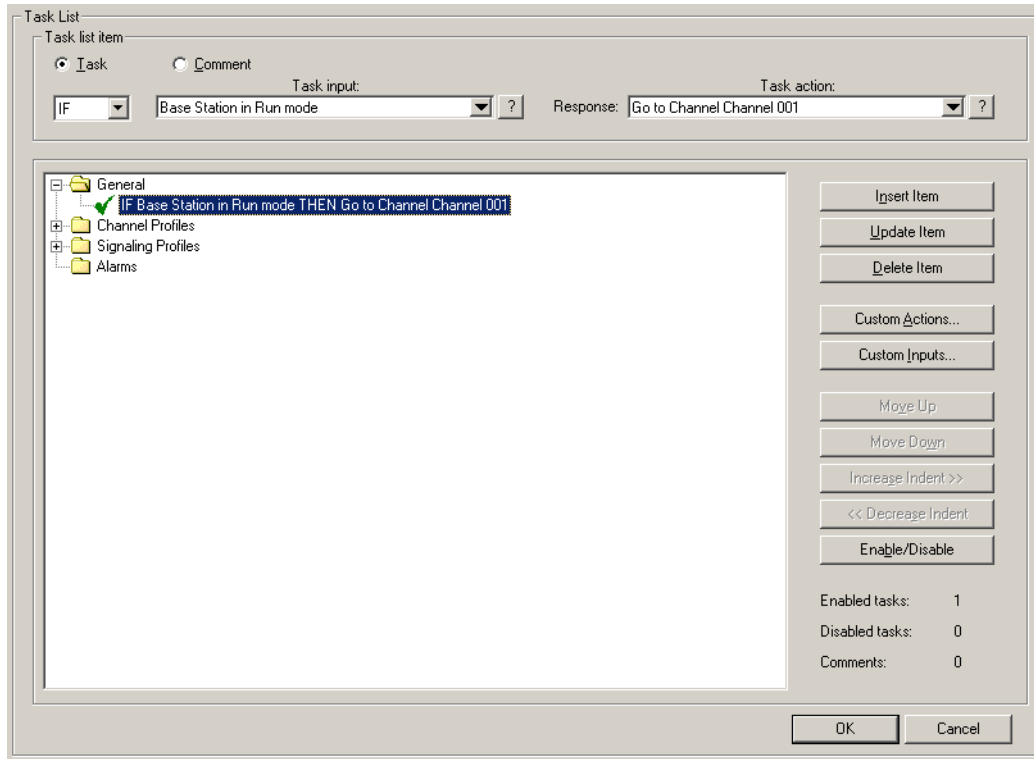 Task List
Task list item
Task Comment
Task input: Task action:
IF Base Station in Run mode ? Response: Go to Channel Channel 001 ?
General
IF Base Station in Run mode THEN Go to Channel Channel 001
Channel Profiles
Signaling Profiles
Alarms
Insert Item
Update Item
Delete Item
Custom Actions...
Custom Inputs...
Move Up
Move Down
Increase Indent >>
<< Decrease Indent
Enable/Disable
Enabled tasks: 1
Disabled tasks: 0
Comments: 0
OK Cancel